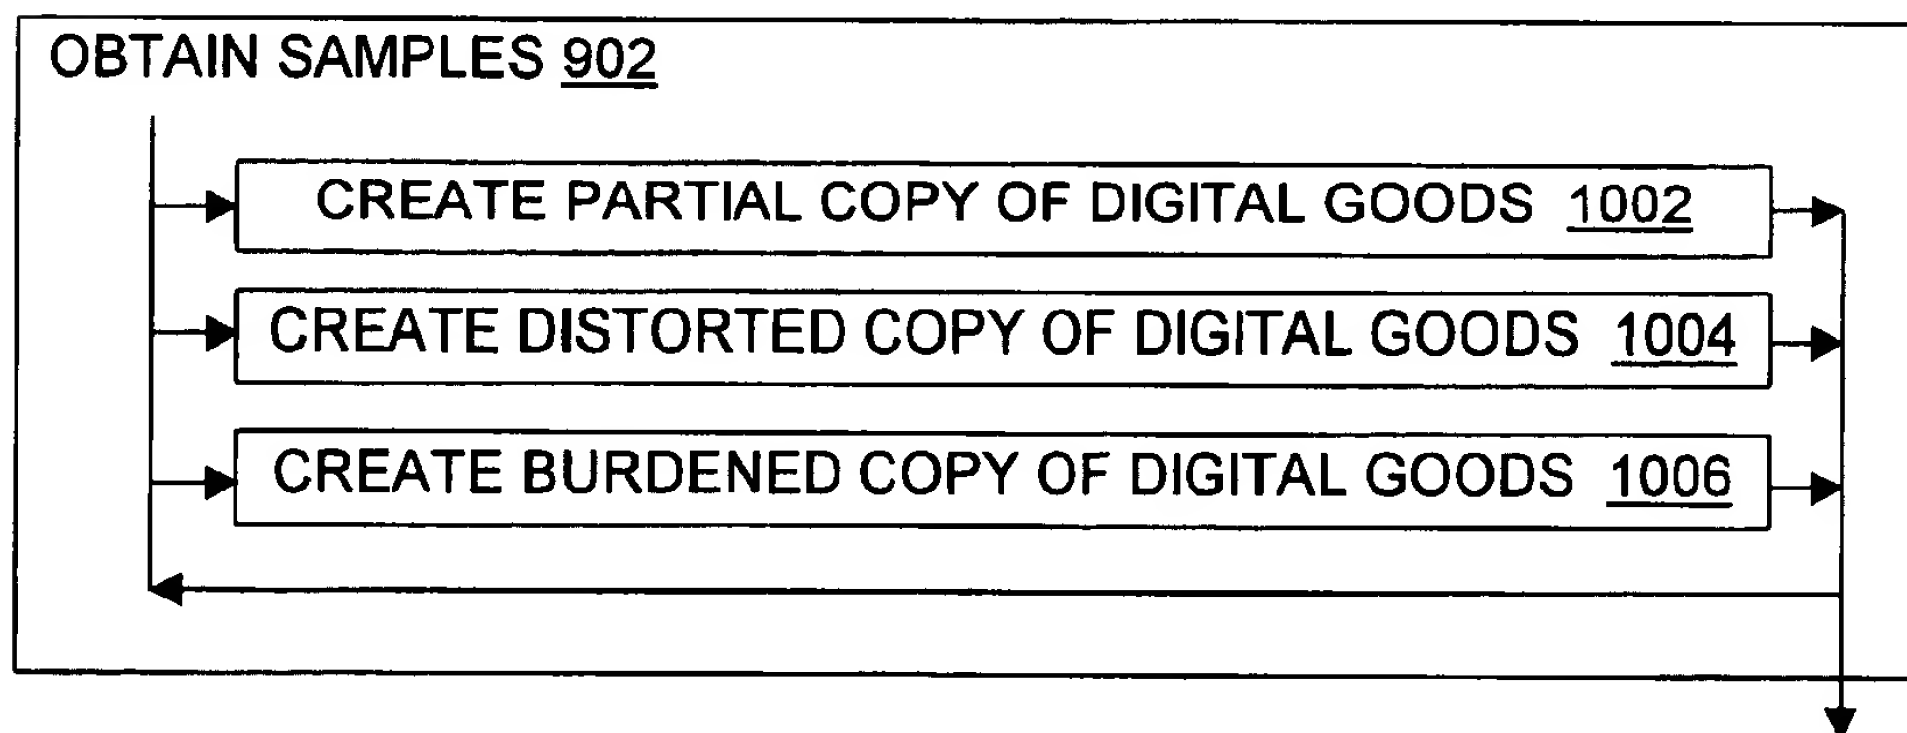 OBTAIN SAMPLES 902
CREATE PARTIAL COPY OF DIGITAL GOODS 1002
CREATE DISTORTED COPY OF DIGITAL GOODS 1004
CREATE BURDENED COPY OF DIGITAL GOODS 1006